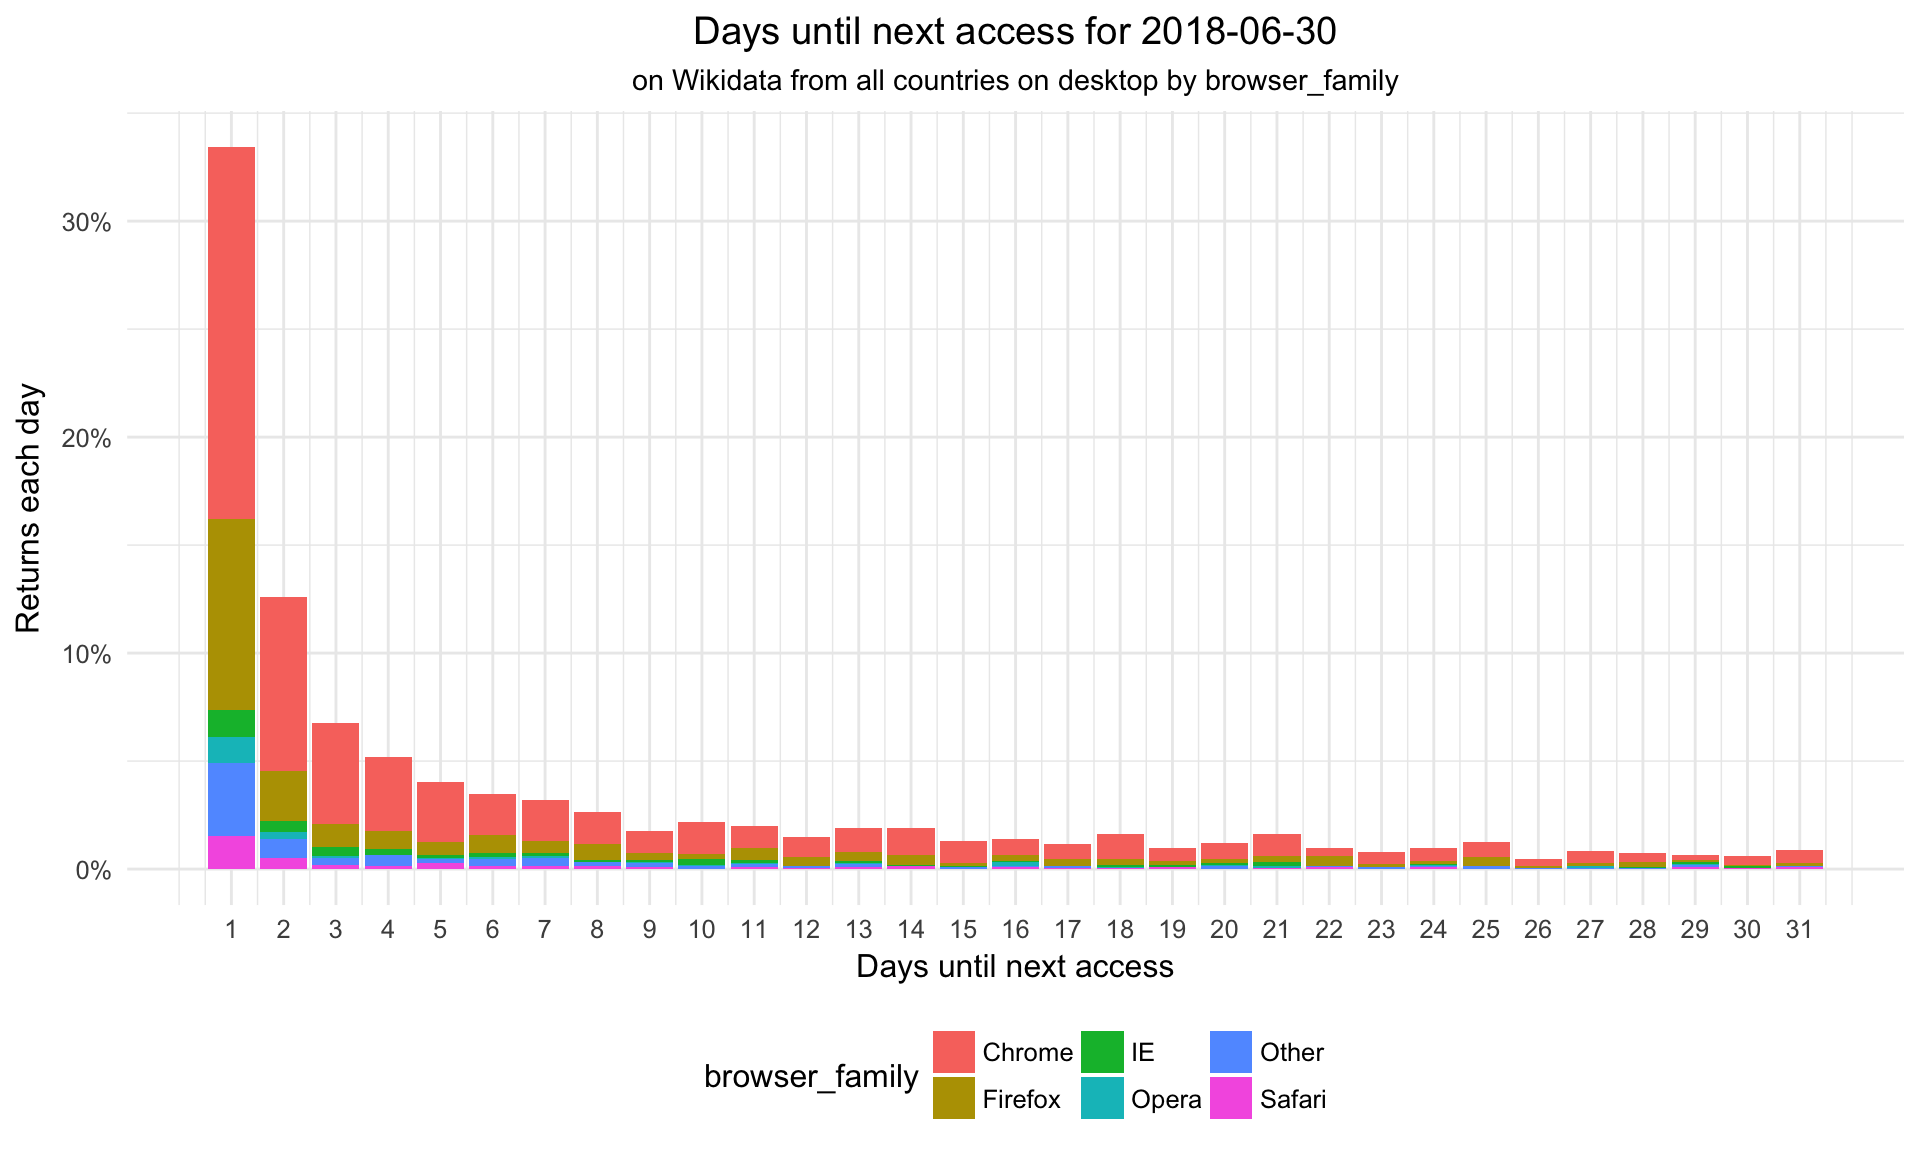 Days until next access for 2018-06-30
on Wikidata from all countries on desktop by browser_family
Returns each day
30%
20%
10%
0%
1 2 3 4 5 6 7 8 9 10 11 12 13 14 15 16 17 18 19 20 21 22 23 24 25 26 27 28 29 30 31
Days until next access
browser_family
Chrome IE Other
Firefox Opera Safari